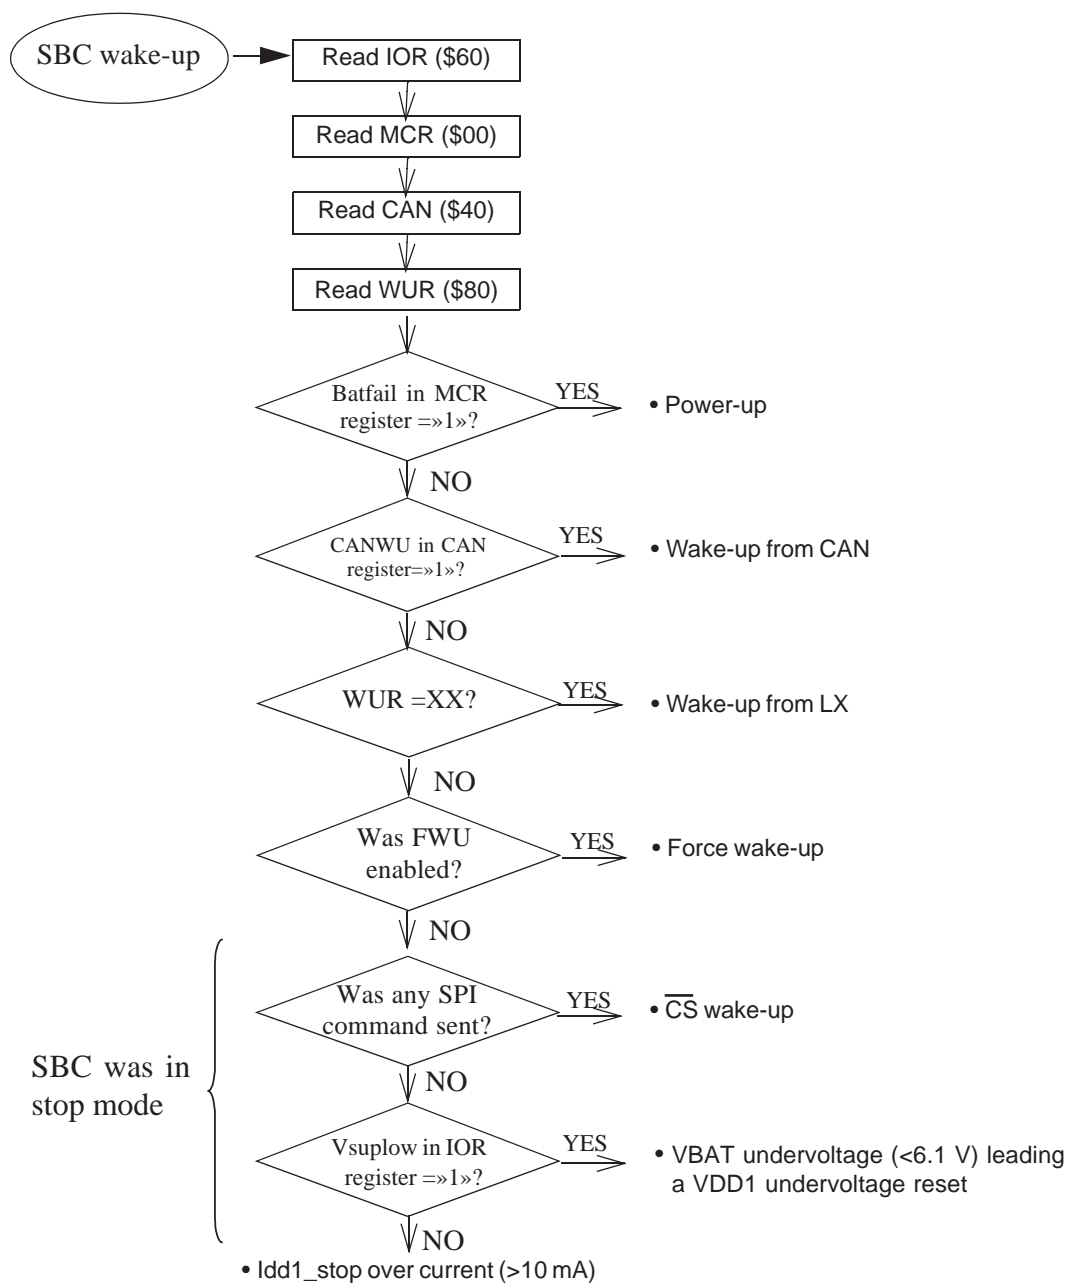 SBC wake-up
Read IOR ($60)
Read MCR ($00)
Read CAN ($40)
Read WUR ($80)
Batfail in MCR
register =»1»?
YES
• Power-up
NO
CANWU in CAN
register=»1»?
YES
• Wake-up from CAN
NO
WUR =XX?
YES
• Wake-up from LX
NO
Was FWU
enabled?
YES
• Force wake-up
NO
SBC was in
stop mode
Was any SPI
command sent?
YES
• C̅S̅ wake-up
NO
Vsuplow in IOR
register =»1»?
YES
• VBAT undervoltage (<6.1 V) leading
a VDD1 undervoltage reset
NO
• Idd1_stop over current (>10 mA)